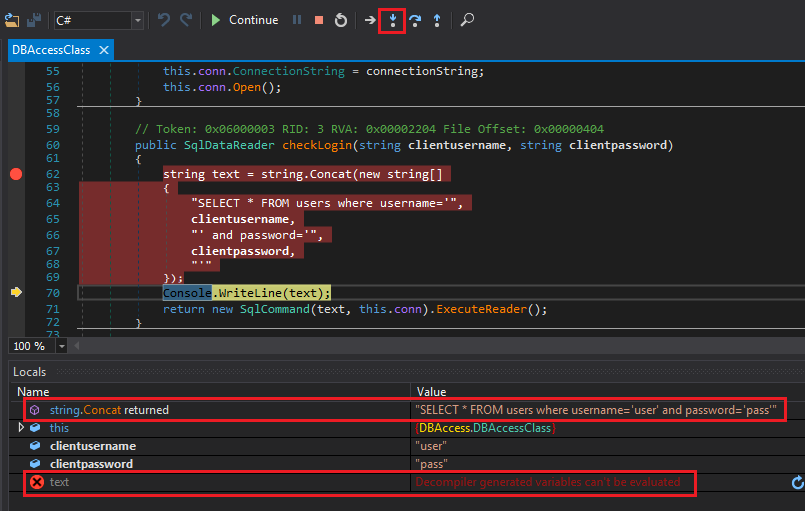 C# Continue
DBAccessClass ×
55 this.conn.ConnectionString = connectionString;
56 this.conn.Open();
57 }
58
59 // Token: 0x06000003 RID: 3 RVA: 0x00002204 File Offset: 0x00000404
60 public SqlDataReader checkLogin(string clientusername, string clientpassword)
61 {
62 string text = string.Concat(new string[]
63 {
64 "SELECT * FROM users where username='",
65 clientusername,
66 "' and password='",
67 clientpassword,
68 "'"
69 });
70 Console.WriteLine(text);
71 return new SqlCommand(text, this.conn).ExecuteReader();
72 }
73
100 %
Locals
Name Value
string.Concat returned "SELECT * FROM users where username='user' and password='pass'"
this {DBAccess.DBAccessClass}
clientusername "user"
clientpassword "pass"
text Decompiler generated variables can't be evaluated